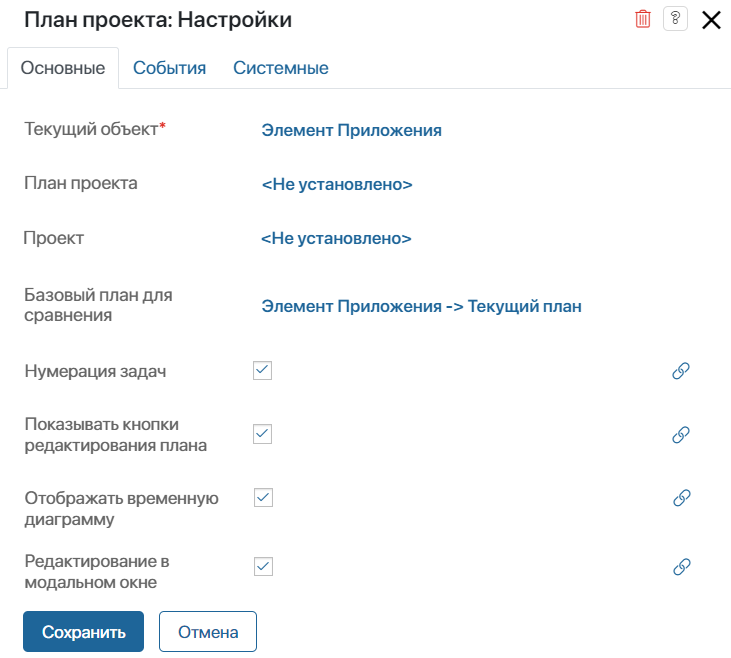 План проекта: Настройки
?
Основные События Системные
Текущий объект* Элемент Приложения
План проекта <Не установлено>
Проект <Не установлено>
Базовый план для
сравнения
Элемент Приложения -> Текущий план
Нумерация задач
Показывать кнопки
редактирования плана
Отображать временную
диаграмму
Редактирование в
модальном окне
Сохранить Отмена